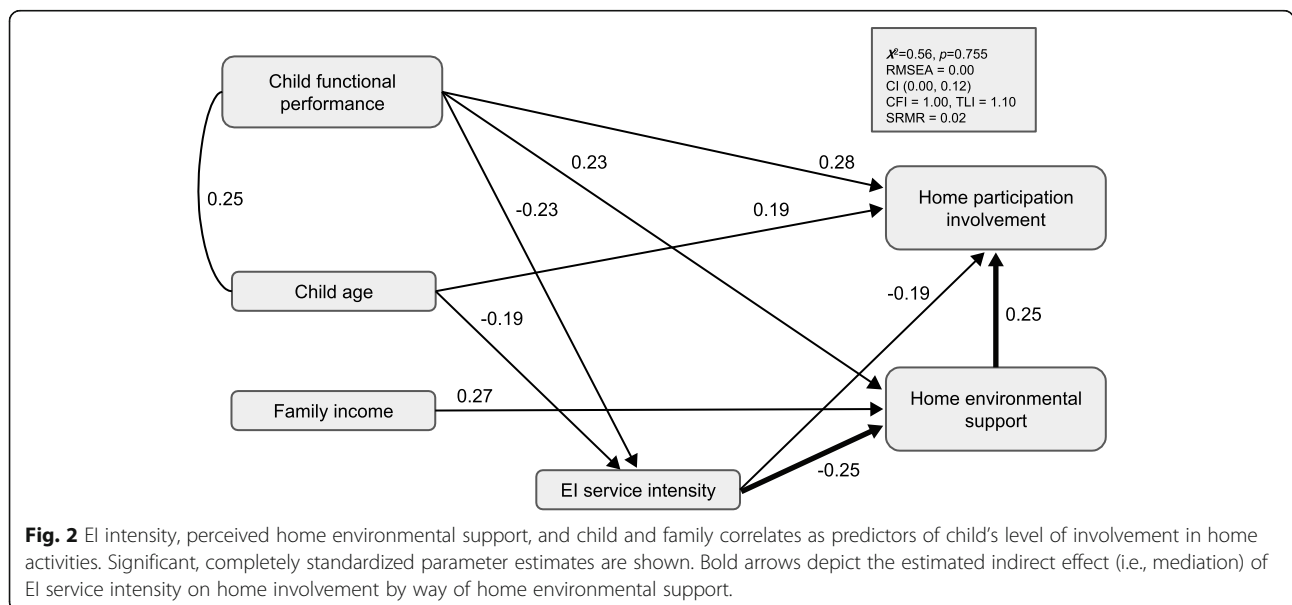 χ²=0.56, p=0.755
RMSEA = 0.00
CI (0.00, 0.12)
CFI = 1.00, TLI = 1.10
SRMR = 0.02
Child functional
performance
0.28
0.23
Home participation
involvement
0.25
-0.23
0.19
Child age
-0.19
-0.19
0.25
Family income
0.27
Home environmental
support
-0.25
EI service intensity
Fig. 2 EI intensity, perceived home environmental support, and child and family correlates as predictors of child's level of involvement in home
activities. Significant, completely standardized parameter estimates are shown. Bold arrows depict the estimated indirect effect (i.e., mediation) of
EI service intensity on home involvement by way of home environmental support.